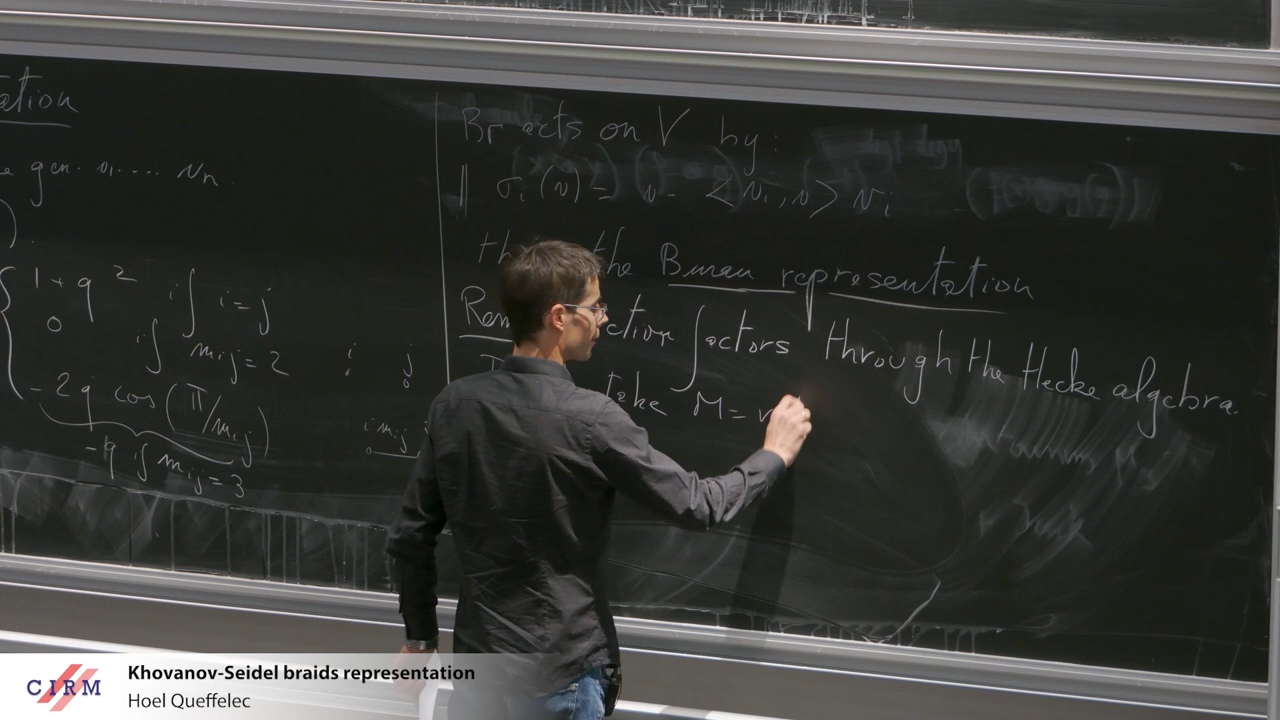 ation
gen. v₁ .... vₙ
{ 1+q² if i=j
0 if mᵢⱼ=2 i j
-2q cos(π/mᵢⱼ) i mᵢⱼ j
-q if mᵢⱼ=3
Br acts on V by:
σᵢ(v) = v - <vᵢ,v> vᵢ
the Burau representation
Rem ction factors through the Hecke algebra.
take M=
CIRM
Khovanov-Seidel braids representation
Hoel Queffelec